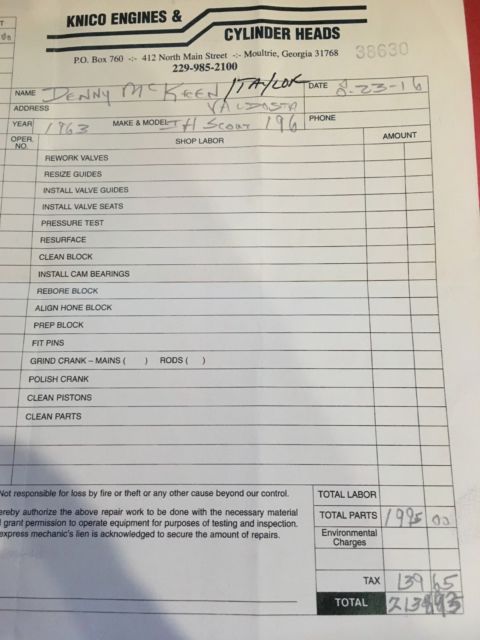 KNICO ENGINES &
CYLINDER HEADS
P.O. Box 760 -:- 412 North Main Street -:- Moultrie, Georgia 31768
229-985-2100
38630
NAME DENNY McKEEN/TAYLOR DATE 8-23-16
ADDRESS VALDOSTA
YEAR 1963 MAKE & MODEL IH SCOUT 196 PHONE
OPER. NO. SHOP LABOR AMOUNT
REWORK VALVES
RESIZE GUIDES
INSTALL VALVE GUIDES
INSTALL VALVE SEATS
PRESSURE TEST
RESURFACE
CLEAN BLOCK
INSTALL CAM BEARINGS
REBORE BLOCK
ALIGN HONE BLOCK
PREP BLOCK
FIT PINS
GRIND CRANK – MAINS ( ) RODS ( )
POLISH CRANK
CLEAN PISTONS
CLEAN PARTS
Not responsible for loss by fire or theft or any other cause beyond our control.
ereby authorize the above repair work to be done with the necessary material
grant permission to operate equipment for purposes of testing and inspection.
express mechanic's lien is acknowledged to secure the amount of repairs.
TOTAL LABOR
TOTAL PARTS 1995 00
Environmental
Charges
TAX 139 65
TOTAL